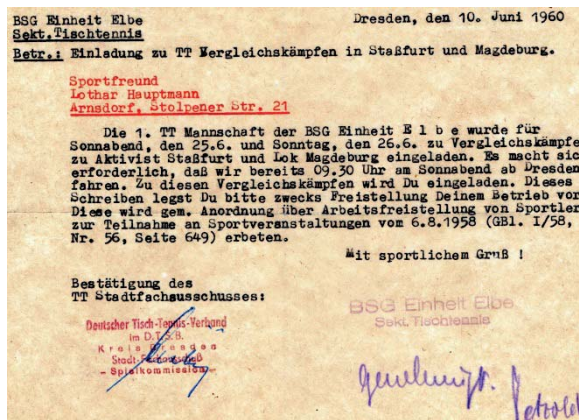 BSG Einheit Elbe
Dresden, den 10. Juni 1960
Sekt.Tischtennis
Betr.: Einladung zu TT Vergleichskämpfen in Staßfurt und Magdeburg.
Sportfreund
Lothar Hauptmann
Arnsdorf, Stolpener Str. 21
Die 1. TT Mannschaft der BSG Einheit E l b e wurde für
Sonnabend, den 25.6. und Sonntag, den 26.6. zu Vergleichskämpfe
zu Aktivist Staßfurt und Lok Magdeburg eingeladen. Es macht sic
erforderlich, daß wir bereits 09.30 Uhr am Sonnabend ab Dresden
fahren. Zu diesen Vergleichskämpfen wird Du eingeladen. Dieses
Schreiben legst Du bitte zwecks Freistellung Deinem Betrieb vor
Diese wird gem. Anordnung über Arbeitsfreistellung von Sportler
zur Teilnahme an Sportveranstaltungen vom 6.8.1958 (GBl. I/58,
Nr. 56, Seite 649) erbeten.
Mit sportlichem Gruß !
Bestätigung des
TT Stadtfachausschusses:
Deutscher Tisch-Tennis-Verband
im D.T.S.B.
Kreis Dresden
Stadt-Fachausschuß
- Spielkommission -
BSG Einheit Elbe
Sekt. Tischtennis
genehmigt. Petzold